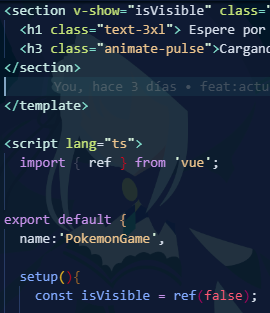 <section v-show="isVisible" class="
<h1 class="text-3xl"> Espere por
<h3 class="animate-pulse">Cargand
</section>
You, hace 3 días • feat:actu
</template>
<script lang="ts">
import { ref } from 'vue';
export default {
name:'PokemonGame',
setup(){
const isVisible = ref(false);